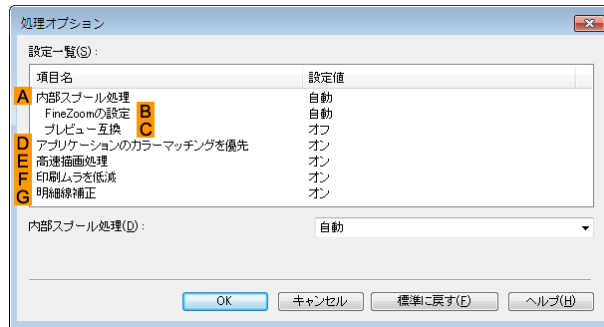 処理オプション
設定一覧(S):
項目名 設定値
A 内部スプール処理 自動
FineZoomの設定 B 自動
プレビュー互換 C オフ
D アプリケーションのカラーマッチングを優先 オン
E 高速描画処理 オン
F 印刷ムラを低減 オン
G 明細線補正 オン
内部スプール処理(D): 自動
OK キャンセル 標準に戻す(F) ヘルプ(H)